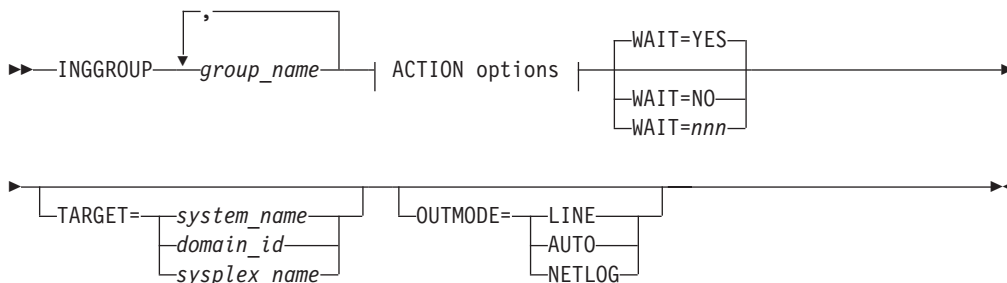 ,
WAIT=YES
INGGROUP group_name ACTION options
WAIT=NO
WAIT=nnn
TARGET= system_name OUTMODE= LINE
domain_id AUTO
sysplex_name NETLOG